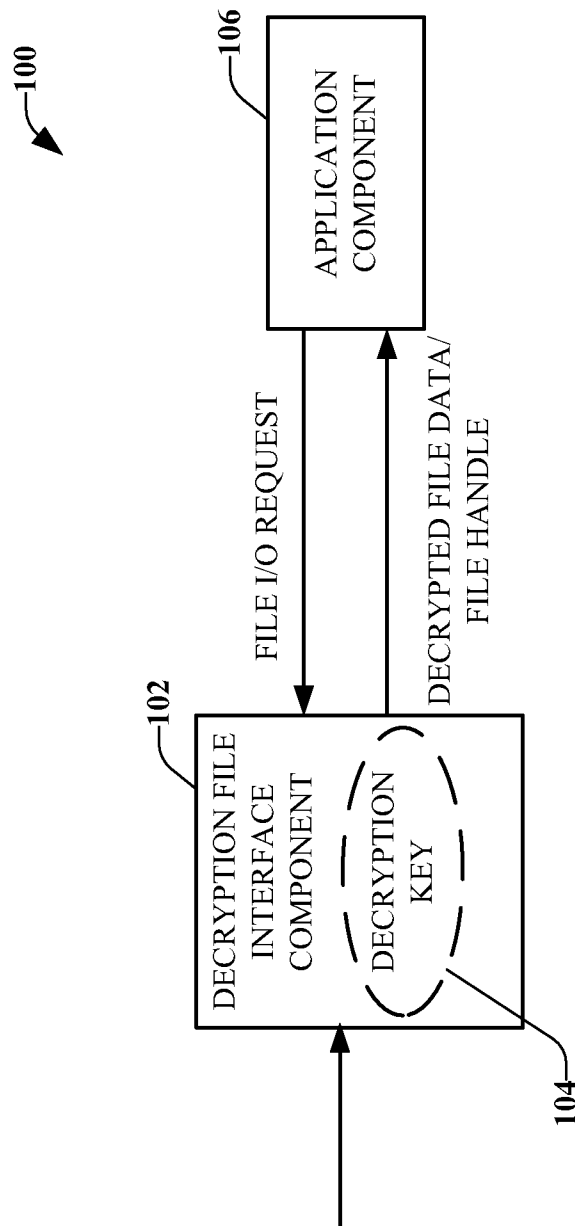 100
102
DECRYPTION FILE
INTERFACE
COMPONENT
DECRYPTION
KEY
104
FILE I/O REQUEST
DECRYPTED FILE DATA/
FILE HANDLE
106
APPLICATION
COMPONENT